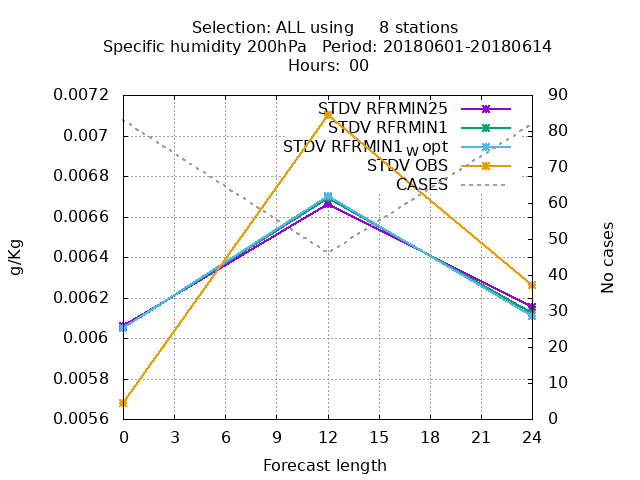 Selection: ALL using 8 stations
Specific humidity 200hPa Period: 20180601-20180614
Hours: 00
0.0072
0.007
0.0068
0.0066
0.0064
0.0062
0.006
0.0058
0.0056
g/Kg
STDV RFRMIN25
STDV RFRMIN1
STDV RFRMIN1_w opt
STDV OBS
CASES
90
80
70
60
50
40
30
20
10
0
No cases
0 3 6 9 12 15 18 21 24
Forecast length